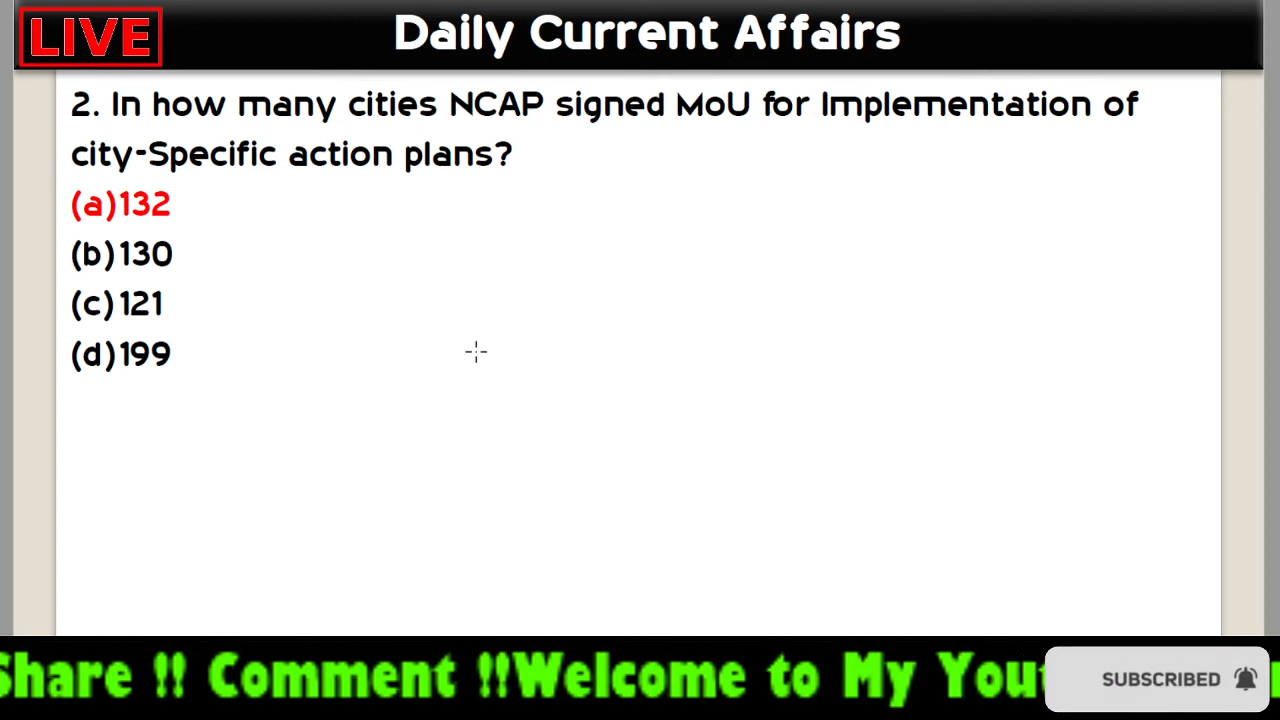 LIVE
Daily Current Affairs
2. In how many cities NCAP signed MoU for Implementation of
city-Specific action plans?
(a)132
(b)130
(c)121
(d)199
Share !! Comment !!Welcome to My
SUBSCRIBED